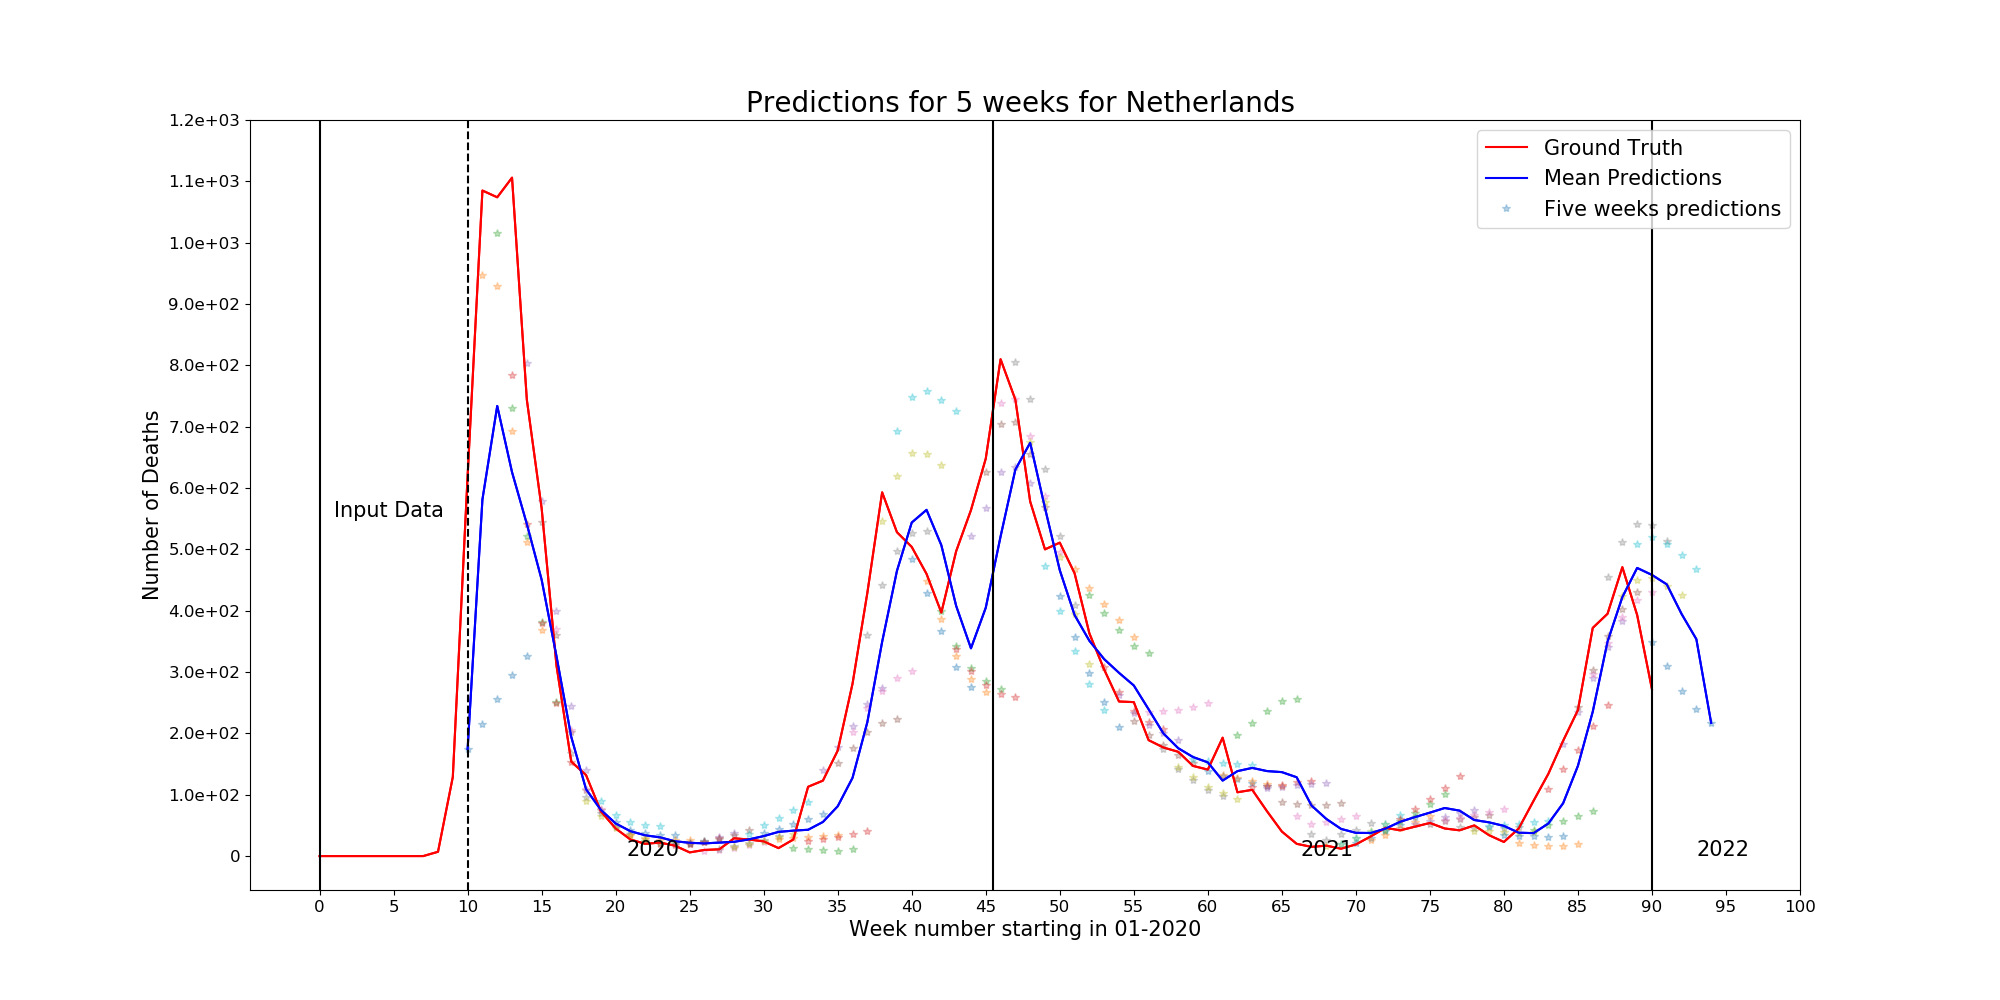 Predictions for 5 weeks for Netherlands
1.2e+03
1.1e+03
1.0e+03
9.0e+02
8.0e+02
7.0e+02
6.0e+02
5.0e+02
4.0e+02
3.0e+02
2.0e+02
1.0e+02
0
Number of Deaths
Ground Truth
Mean Predictions
Five weeks predictions
Input Data
2020 2021 2022
0 5 10 15 20 25 30 35 40 45 50 55 60 65 70 75 80 85 90 95 100
Week number starting in 01-2020